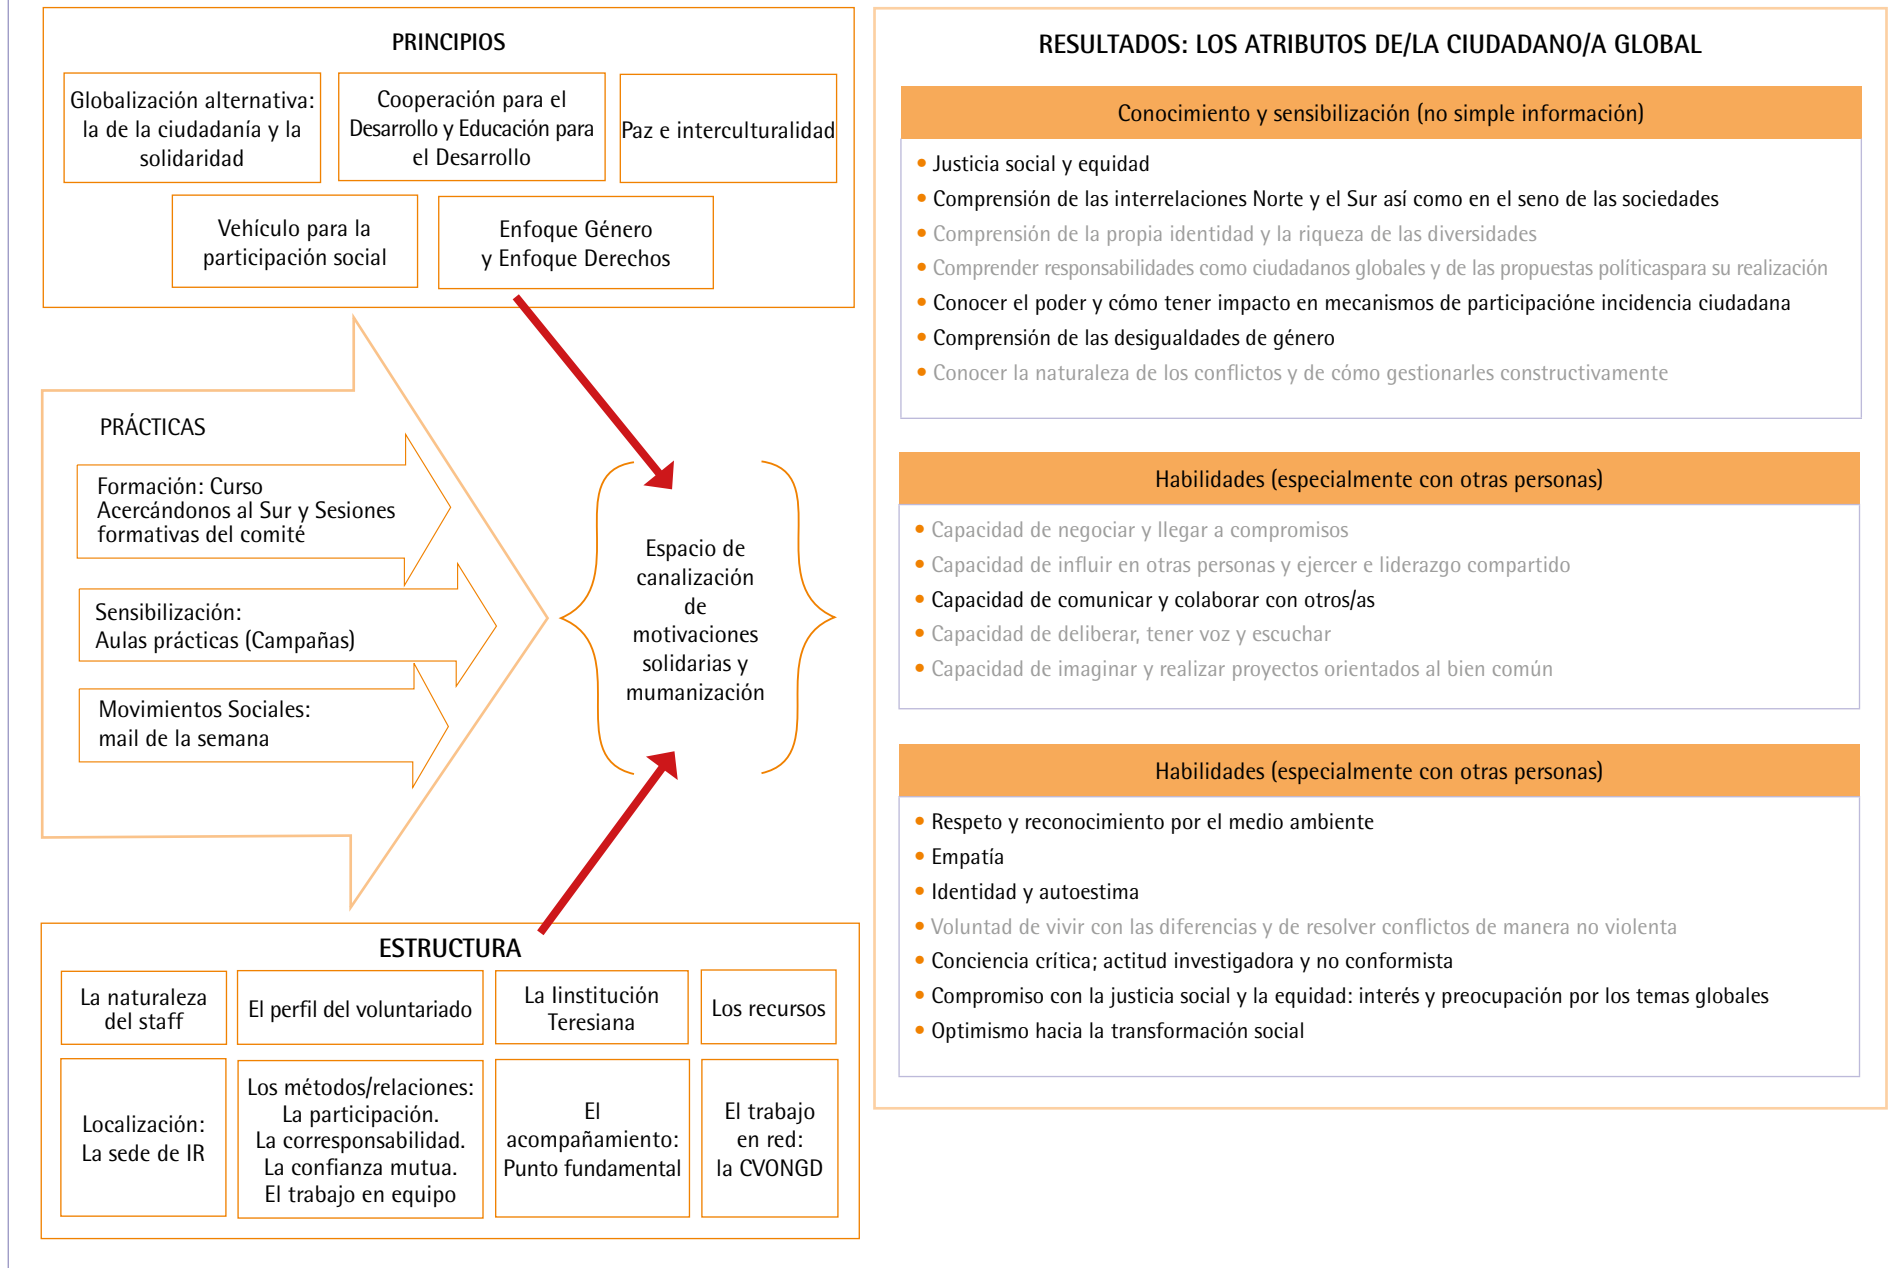 PRINCIPIOS
Globalización alternativa:
la de la ciudadanía y la
solidaridad
Cooperación para el
Desarrollo y Educación para
el Desarrollo
Paz e interculturalidad
Vehículo para la
participación social
Enfoque Género
y Enfoque Derechos
PRÁCTICAS
Formación: Curso
Acercándonos al Sur y Sesiones
formativas del comité
Sensibilización:
Aulas prácticas (Campañas)
Movimientos Sociales:
mail de la semana
Espacio de
canalización
de
motivaciones
solidarias y
mumanización
ESTRUCTURA
La naturaleza
del staff
El perfil del voluntariado
La Iinstitución
Teresiana
Los recursos
Localización:
La sede de IR
Los métodos/relaciones:
La participación.
La corresponsabilidad.
La confianza mutua.
El trabajo en equipo
El
acompañamiento:
Punto fundamental
El trabajo
en red:
la CVONGD
RESULTADOS: LOS ATRIBUTOS DE/LA CIUDADANO/A GLOBAL
Conocimiento y sensibilización (no simple información)
• Justicia social y equidad
• Comprensión de las interrelaciones Norte y el Sur así como en el seno de las sociedades
• Comprensión de la propia identidad y la riqueza de las diversidades
• Comprender responsabilidades como ciudadanos globales y de las propuestas políticaspara su realización
• Conocer el poder y cómo tener impacto en mecanismos de participacióne incidencia ciudadana
• Comprensión de las desigualdades de género
• Conocer la naturaleza de los conflictos y de cómo gestionarles constructivamente
Habilidades (especialmente con otras personas)
• Capacidad de negociar y llegar a compromisos
• Capacidad de influir en otras personas y ejercer e liderazgo compartido
• Capacidad de comunicar y colaborar con otros/as
• Capacidad de deliberar, tener voz y escuchar
• Capacidad de imaginar y realizar proyectos orientados al bien común
Habilidades (especialmente con otras personas)
• Respeto y reconocimiento por el medio ambiente
• Empatía
• Identidad y autoestima
• Voluntad de vivir con las diferencias y de resolver conflictos de manera no violenta
• Conciencia crítica; actitud investigadora y no conformista
• Compromiso con la justicia social y la equidad: interés y preocupación por los temas globales
• Optimismo hacia la transformación social